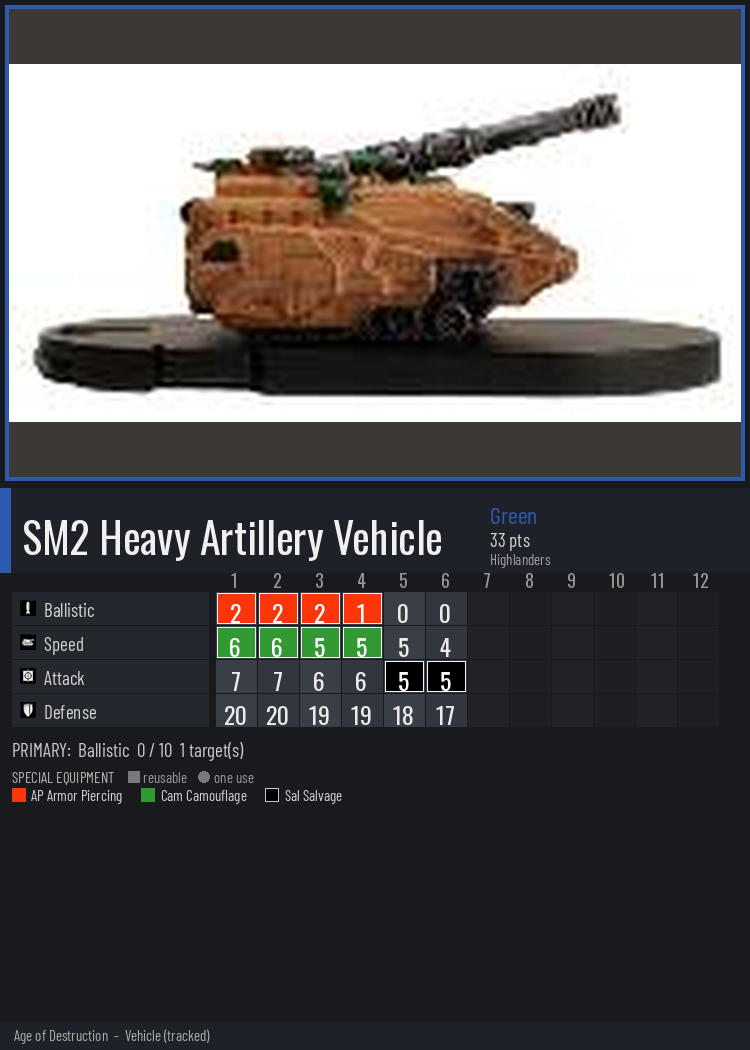 SM2 Heavy Artillery Vehicle
Green
33 pts
Highlanders
1 2 3 4 5 6 7 8 9 10 11 12
Ballistic 2 2 2 1 0 0
Speed 6 6 5 5 5 4
Attack 7 7 6 6 5 5
Defense 20 20 19 19 18 17
PRIMARY: Ballistic 0 / 10 1 target(s)
SPECIAL EQUIPMENT reusable one use
AP Armor Piercing Cam Camouflage Sal Salvage
Age of Destruction - Vehicle (tracked)